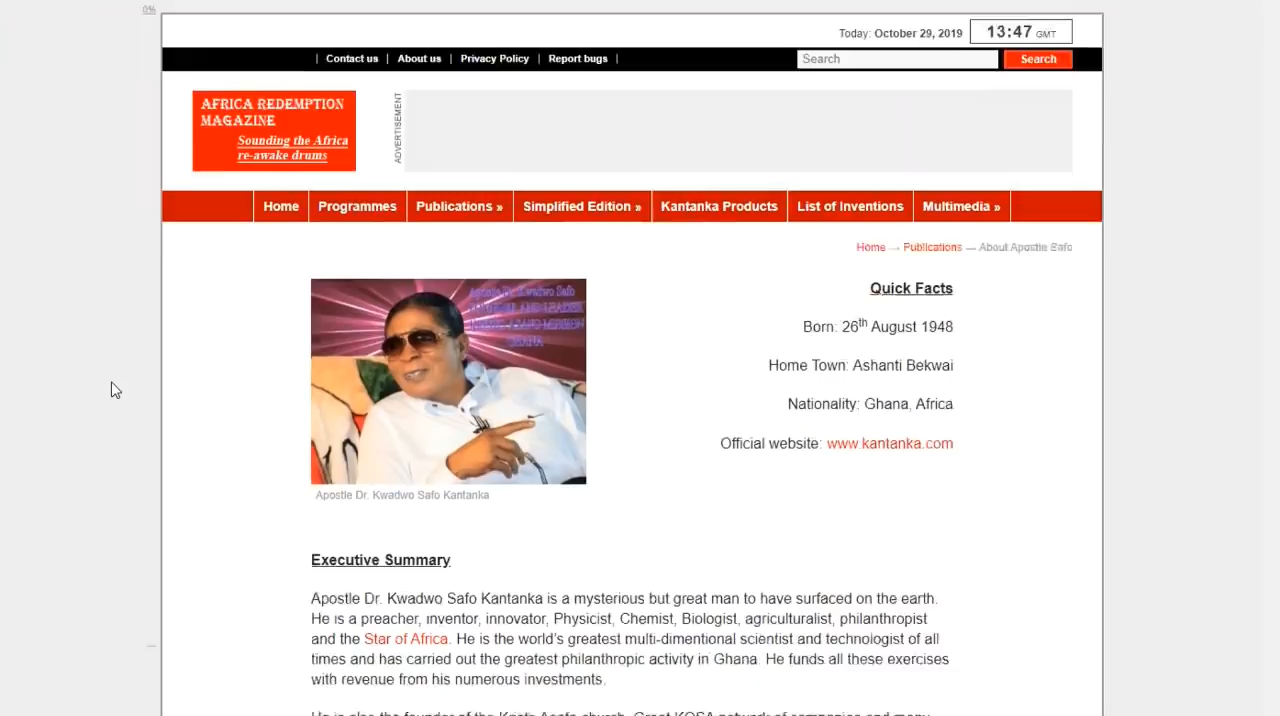 0%
Today: October 29, 2019
13:47 GMT
| Contact us | About us | Privacy Policy | Report bugs |
Search
Search
AFRICA REDEMPTION
MAGAZINE
Sounding the Africa
re-awake drums
ADVERTISEMENT
Home Programmes Publications » Simplified Edition » Kantanka Products List of Inventions Multimedia »
Home → Publications — About Apostle Safo
Apostle Dr. Kwadwo Safo
Quick Facts
Born: 26th August 1948
Home Town: Ashanti Bekwai
Nationality: Ghana, Africa
Official website: www.kantanka.com
Apostle Dr. Kwadwo Safo Kantanka
Executive Summary
Apostle Dr. Kwadwo Safo Kantanka is a mysterious but great man to have surfaced on the earth.
He is a preacher, inventor, innovator, Physicist, Chemist, Biologist, agriculturalist, philanthropist
and the Star of Africa. He is the world's greatest multi-dimentional scientist and technologist of all
times and has carried out the greatest philanthropic activity in Ghana. He funds all these exercises
with revenue from his numerous investments.